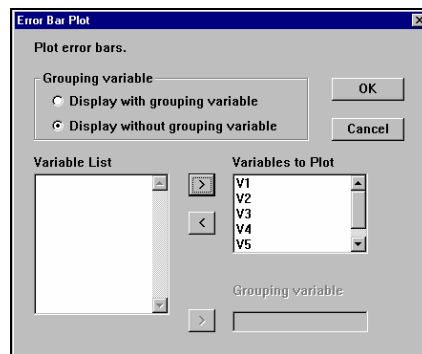 Error Bar Plot
Plot error bars.
Grouping variable
Display with grouping variable
Display without grouping variable
OK
Cancel
Variable List
>
<
Variables to Plot
V1
V2
V3
V4
V5
Grouping variable
>